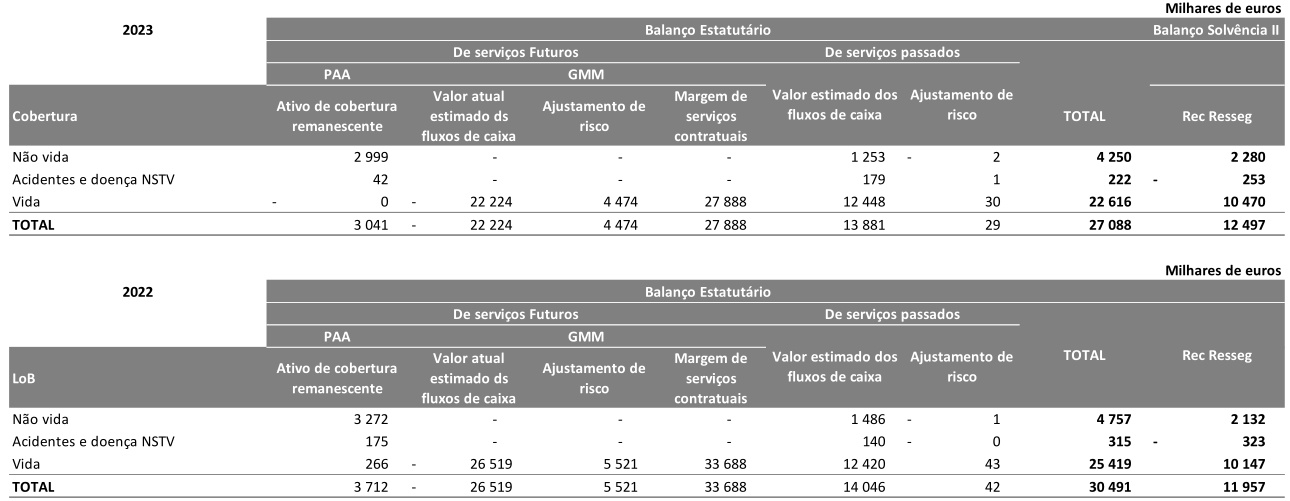 Milhares de euros
2023 Balanço Estatutário Balanço Solvência II
De serviços Futuros De serviços passados
PAA GMM
Cobertura Ativo de cobertura remanescente Valor atual estimado ds fluxos de caixa Ajustamento de risco Margem de serviços contratuais Valor estimado dos fluxos de caixa Ajustamento de risco TOTAL Rec Resseg
Não vida 2 999 - - - 1 253 - 2 4 250 2 280
Acidentes e doença NSTV 42 - - - 179 1 222 - 253
Vida - 0 - 22 224 4 474 27 888 12 448 30 22 616 10 470
TOTAL 3 041 - 22 224 4 474 27 888 13 881 29 27 088 12 497
Milhares de euros
2022 Balanço Estatutário
De serviços Futuros De serviços passados
PAA GMM
LoB Ativo de cobertura remanescente Valor atual estimado ds fluxos de caixa Ajustamento de risco Margem de serviços contratuais Valor estimado dos fluxos de caixa Ajustamento de risco TOTAL Rec Resseg
Não vida 3 272 - - - 1 486 - 1 4 757 2 132
Acidentes e doença NSTV 175 - - - 140 - 0 315 - 323
Vida 266 - 26 519 5 521 33 688 12 420 43 25 419 10 147
TOTAL 3 712 - 26 519 5 521 33 688 14 046 42 30 491 11 957